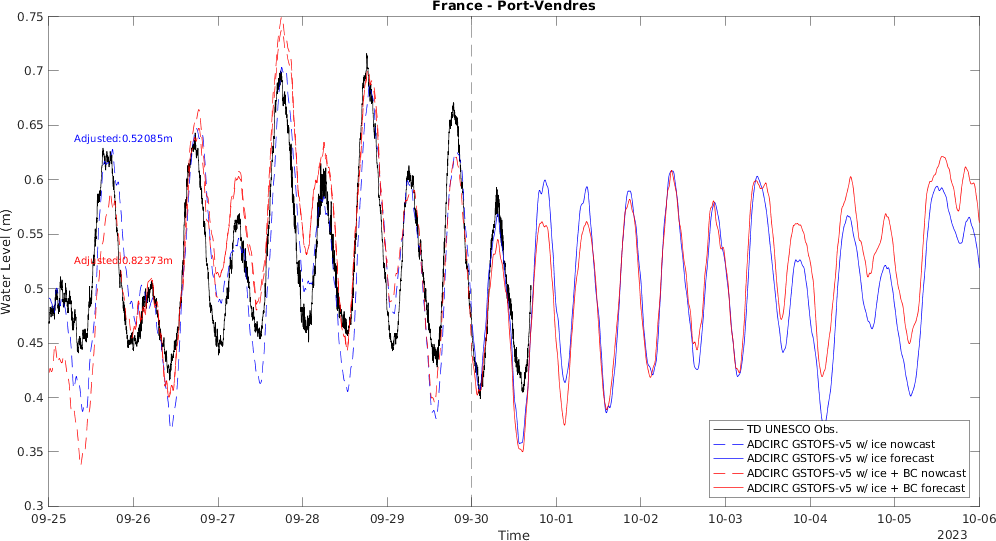 France - Port-Vendres
0.75
0.7
0.65
0.6
0.55
0.5
0.45
0.4
0.35
0.3
Water Level (m)
Adjusted:0.52085m
Adjusted:0.82373m
TD UNESCO Obs.
ADCIRC GSTOFS-v5 w/ ice nowcast
ADCIRC GSTOFS-v5 w/ ice forecast
ADCIRC GSTOFS-v5 w/ ice + BC nowcast
ADCIRC GSTOFS-v5 w/ ice + BC forecast
09-25 09-26 09-27 09-28 09-29 09-30 10-01 10-02 10-03 10-04 10-05 10-06
Time
2023